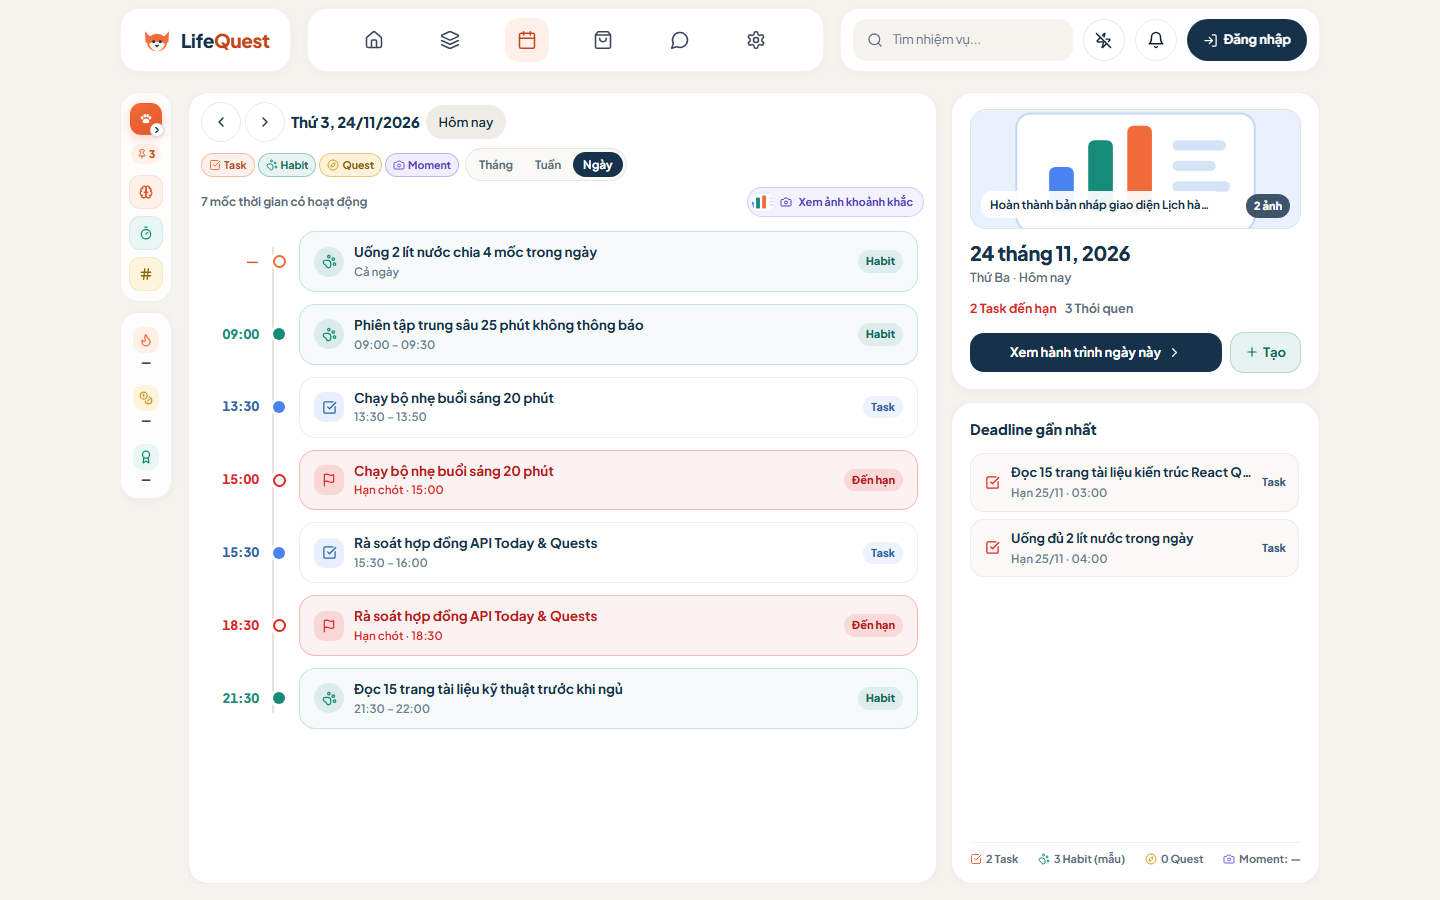 LifeQuest
Tìm nhiệm vụ...
Đăng nhập
3
Thứ 3, 24/11/2026
Hôm nay
Task
Habit
Quest
Moment
Tháng
Tuần
Ngày
7 mốc thời gian có hoạt động
Xem ảnh khoảnh khắc
–
Uống 2 lít nước chia 4 mốc trong ngày
Cả ngày
Habit
09:00
Phiên tập trung sâu 25 phút không thông báo
09:00 – 09:30
Habit
13:30
Chạy bộ nhẹ buổi sáng 20 phút
13:30 – 13:50
Task
15:00
Chạy bộ nhẹ buổi sáng 20 phút
Hạn chót · 15:00
Đến hạn
15:30
Rà soát hợp đồng API Today & Quests
15:30 – 16:00
Task
18:30
Rà soát hợp đồng API Today & Quests
Hạn chót · 18:30
Đến hạn
21:30
Đọc 15 trang tài liệu kỹ thuật trước khi ngủ
21:30 – 22:00
Habit
–
–
–
Hoàn thành bản nháp giao diện Lịch hà...
2 ảnh
24 tháng 11, 2026
Thứ Ba · Hôm nay
2 Task đến hạn
3 Thói quen
Xem hành trình ngày này
+ Tạo
Deadline gần nhất
Đọc 15 trang tài liệu kiến trúc React Q...
Hạn 25/11 · 03:00
Task
Uống đủ 2 lít nước trong ngày
Hạn 25/11 · 04:00
Task
2 Task
3 Habit (mẫu)
0 Quest
Moment: —